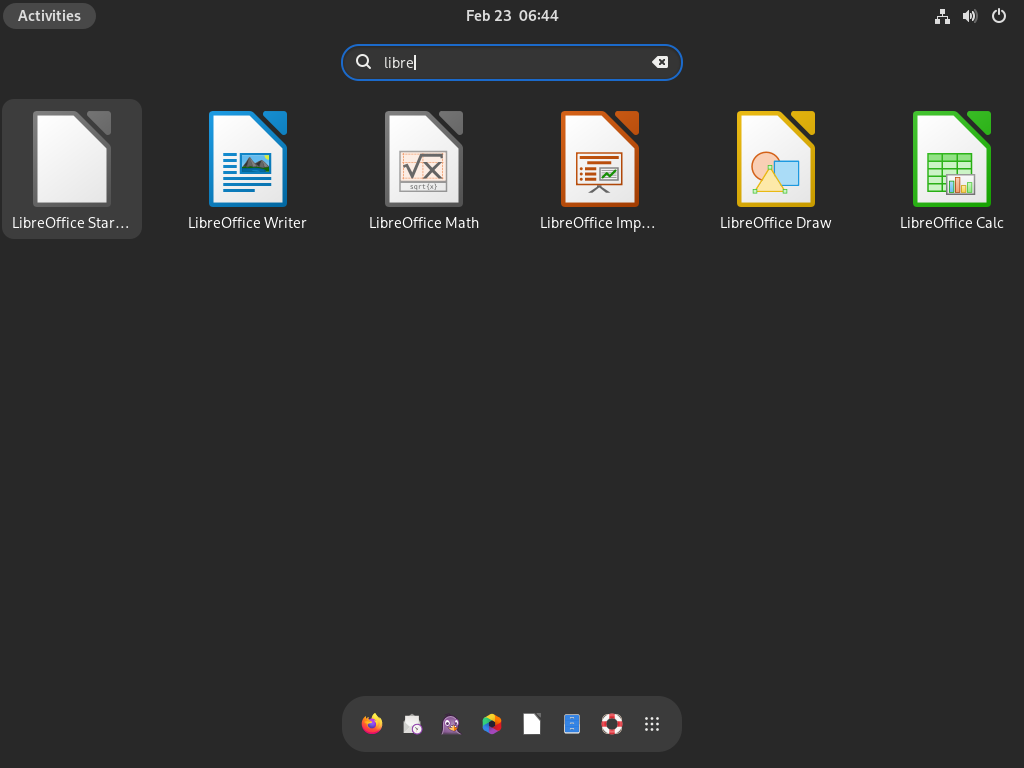 Activities
Feb 23 06:44
libre
LibreOffice Star...
LibreOffice Writer
LibreOffice Math
LibreOffice Imp...
LibreOffice Draw
LibreOffice Calc
√x
sqrt{x}